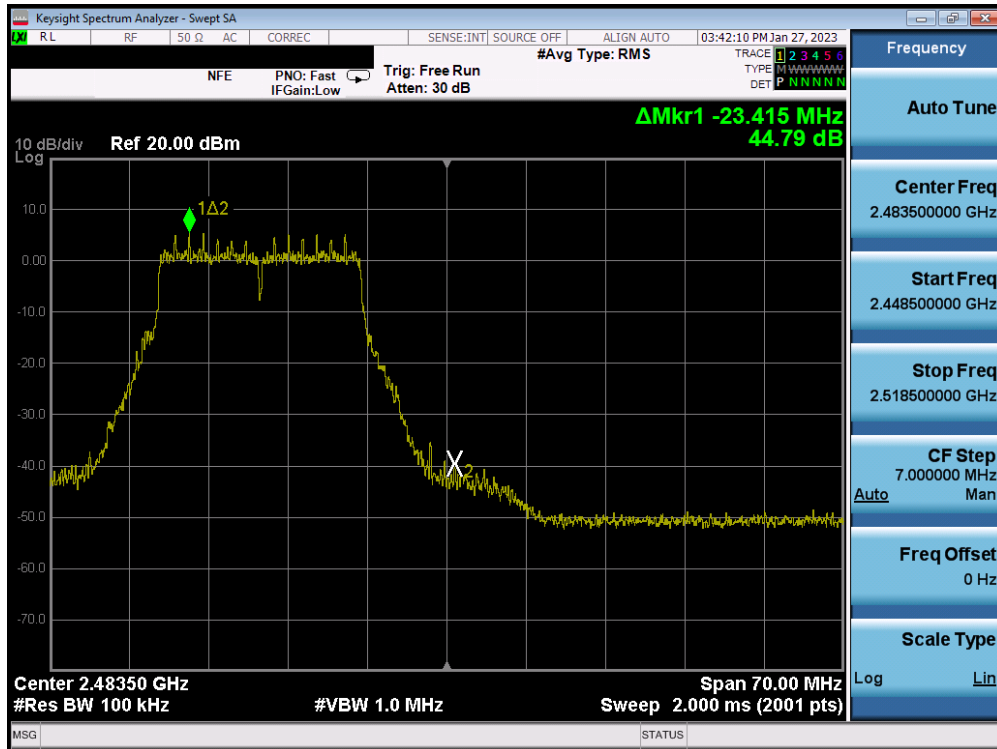 Keysight Spectrum Analyzer - Swept SA
LXI RL RF 50 Ω AC CORREC SENSE:INT SOURCE OFF ALIGN AUTO 03:42:10 PM Jan 27, 2023
#Avg Type: RMS
TRACE 1 2 3 4 5 6
TYPE M W W W W W
DET P N N N N N
NFE
PNO: Fast
IFGain:Low
Trig: Free Run
Atten: 30 dB
ΔMkr1 -23.415 MHz
44.79 dB
10 dB/div Ref 20.00 dBm
Log
10.0
1Δ2
0.00
-10.0
-20.0
-30.0
-40.0
X2
-50.0
-60.0
-70.0
Center 2.48350 GHz Span 70.00 MHz
#Res BW 100 kHz #VBW 1.0 MHz Sweep 2.000 ms (2001 pts)
MSG STATUS
Frequency
Auto Tune
Center Freq
2.483500000 GHz
Start Freq
2.448500000 GHz
Stop Freq
2.518500000 GHz
CF Step
7.000000 MHz
Auto Man
Freq Offset
0 Hz
Scale Type
Log Lin